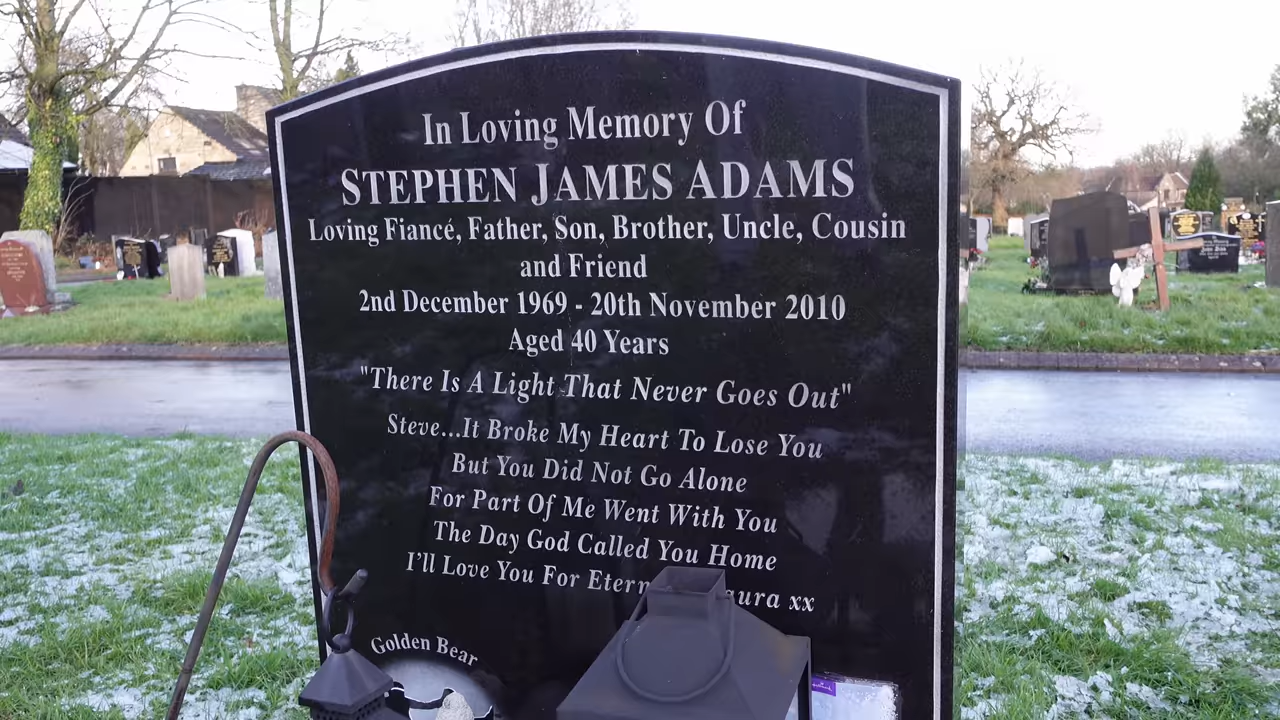 In Loving Memory Of
STEPHEN JAMES ADAMS
Loving Fiancé, Father, Son, Brother, Uncle, Cousin
and Friend
2nd December 1969 - 20th November 2010
Aged 40 Years
"There Is A Light That Never Goes Out"
Steve...It Broke My Heart To Lose You
But You Did Not Go Alone
For Part Of Me Went With You
The Day God Called You Home
I'll Love You For xx
Golden Bear